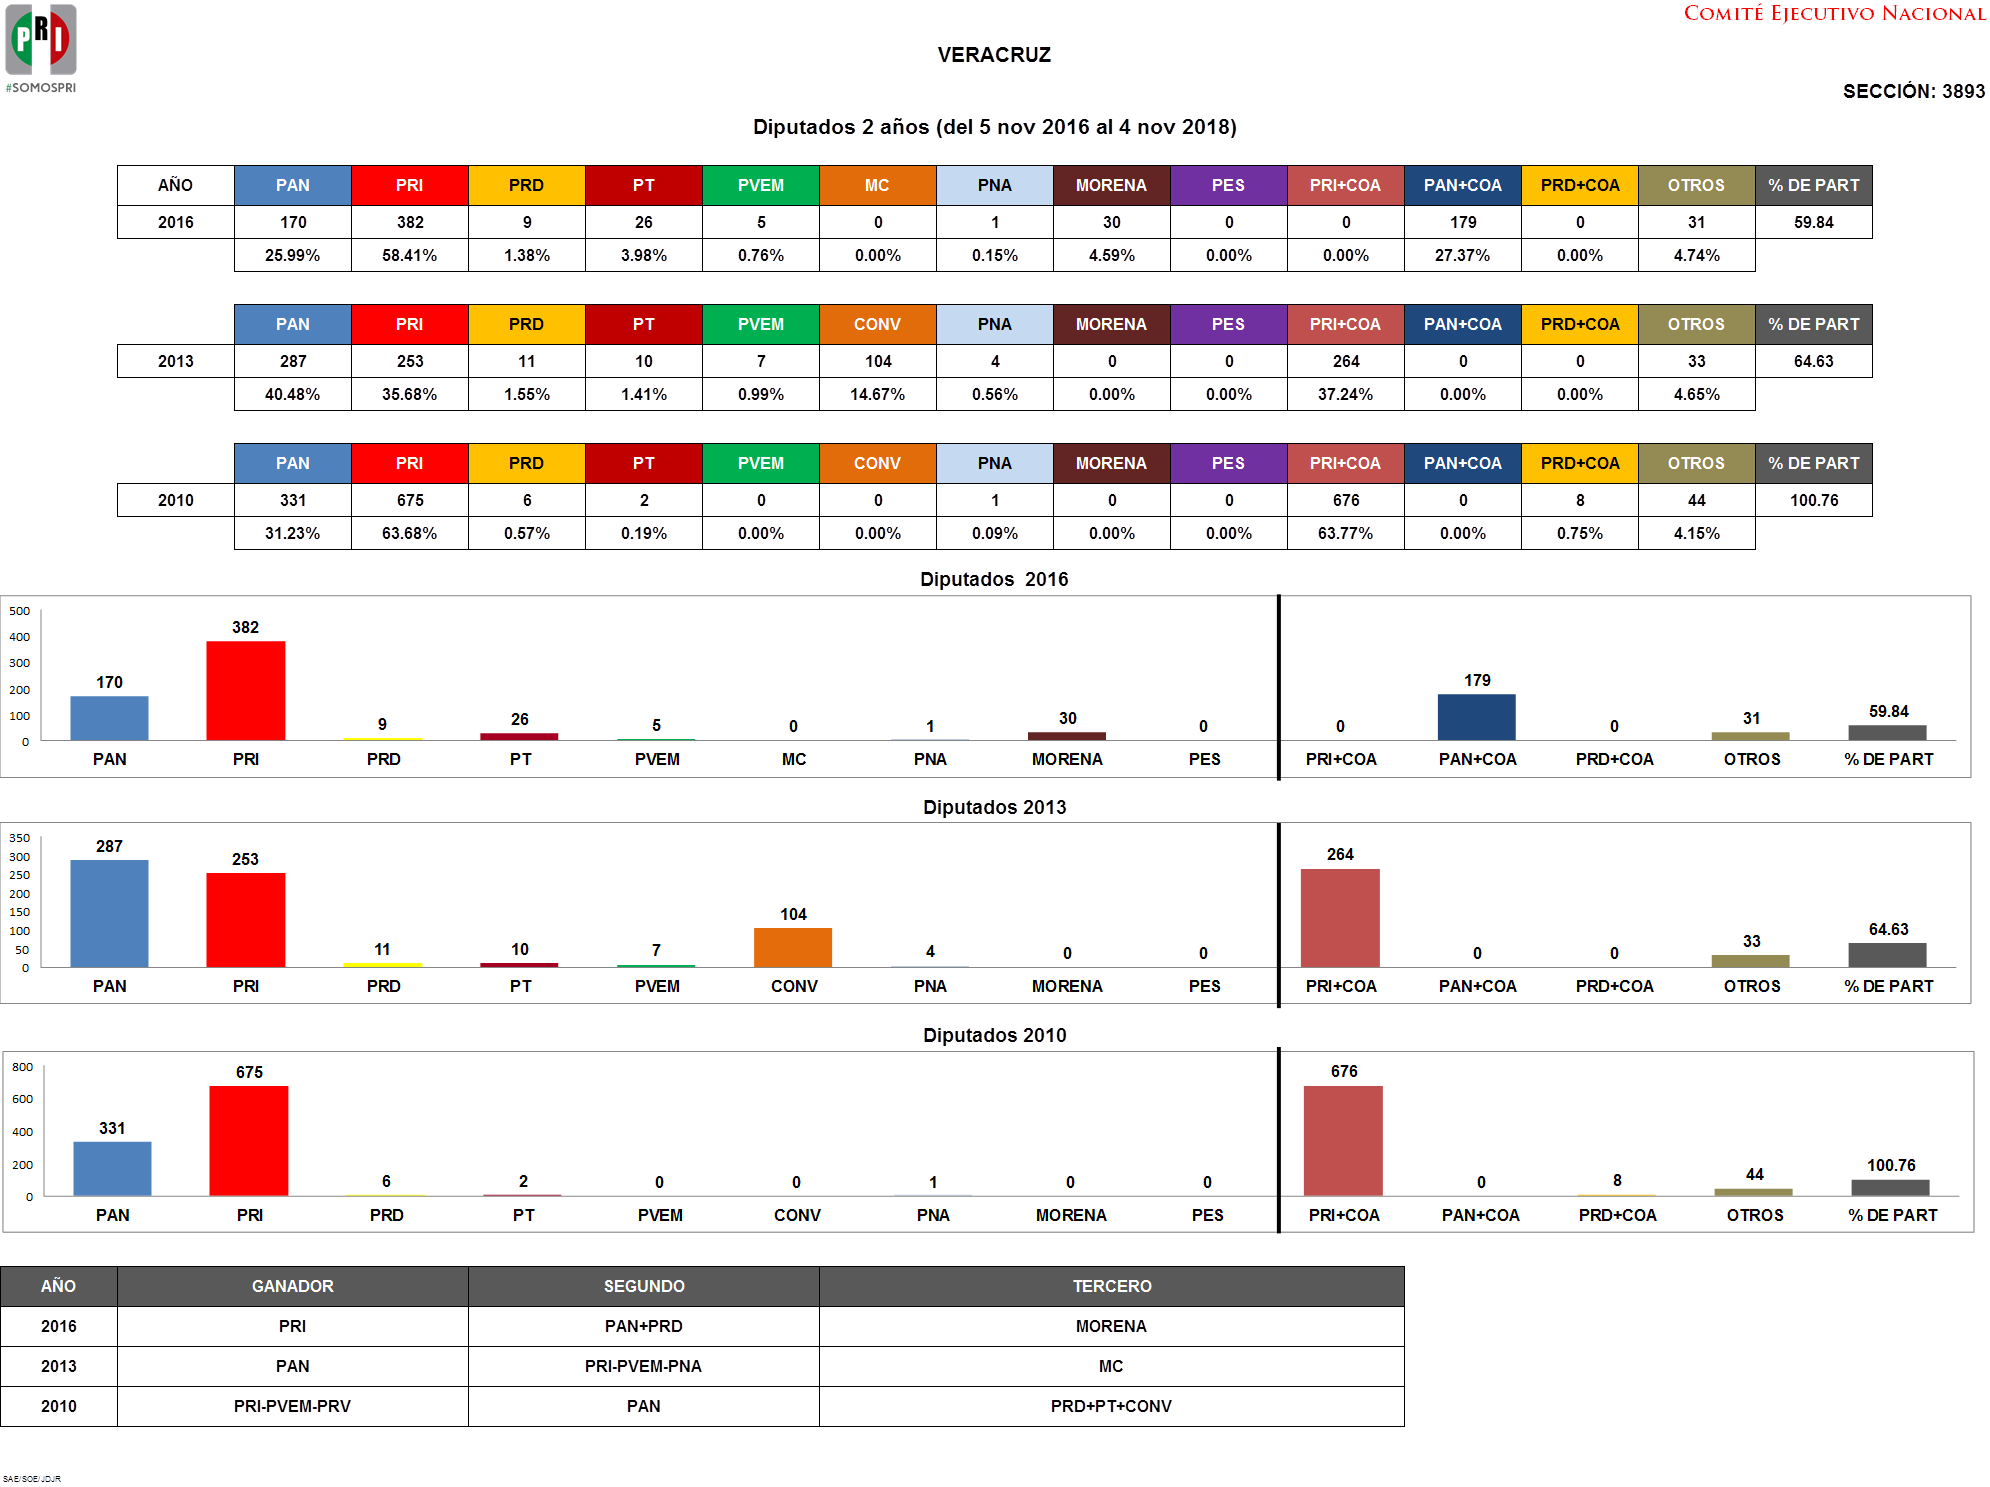 PRI
#SOMOSPRI
COMITÉ EJECUTIVO NACIONAL
VERACRUZ
SECCIÓN: 3893
Diputados 2 años (del 5 nov 2016 al 4 nov 2018)
AÑO PAN PRI PRD PT PVEM MC PNA MORENA PES PRI+COA PAN+COA PRD+COA OTROS % DE PART
2016 170 382 9 26 5 0 1 30 0 0 179 0 31 59.84
25.99% 58.41% 1.38% 3.98% 0.76% 0.00% 0.15% 4.59% 0.00% 0.00% 27.37% 0.00% 4.74%
PAN PRI PRD PT PVEM CONV PNA MORENA PES PRI+COA PAN+COA PRD+COA OTROS % DE PART
2013 287 253 11 10 7 104 4 0 0 264 0 0 33 64.63
40.48% 35.68% 1.55% 1.41% 0.99% 14.67% 0.56% 0.00% 0.00% 37.24% 0.00% 0.00% 4.65%
PAN PRI PRD PT PVEM CONV PNA MORENA PES PRI+COA PAN+COA PRD+COA OTROS % DE PART
2010 331 675 6 2 0 0 1 0 0 676 0 8 44 100.76
31.23% 63.68% 0.57% 0.19% 0.00% 0.00% 0.09% 0.00% 0.00% 63.77% 0.00% 0.75% 4.15%
Diputados 2016
500
400
300
200
100
0
170 382 9 26 5 0 1 30 0 0 179 0 31 59.84
PAN PRI PRD PT PVEM MC PNA MORENA PES PRI+COA PAN+COA PRD+COA OTROS % DE PART
Diputados 2013
350
300
250
200
150
100
50
0
287 253 11 10 7 104 4 0 0 264 0 0 33 64.63
PAN PRI PRD PT PVEM CONV PNA MORENA PES PRI+COA PAN+COA PRD+COA OTROS % DE PART
Diputados 2010
800
600
400
200
0
331 675 6 2 0 0 1 0 0 676 0 8 44 100.76
PAN PRI PRD PT PVEM CONV PNA MORENA PES PRI+COA PAN+COA PRD+COA OTROS % DE PART
AÑO GANADOR SEGUNDO TERCERO
2016 PRI PAN+PRD MORENA
2013 PAN PRI-PVEM-PNA MC
2010 PRI-PVEM-PRV PAN PRD+PT+CONV
SAE/SOE/JDJR